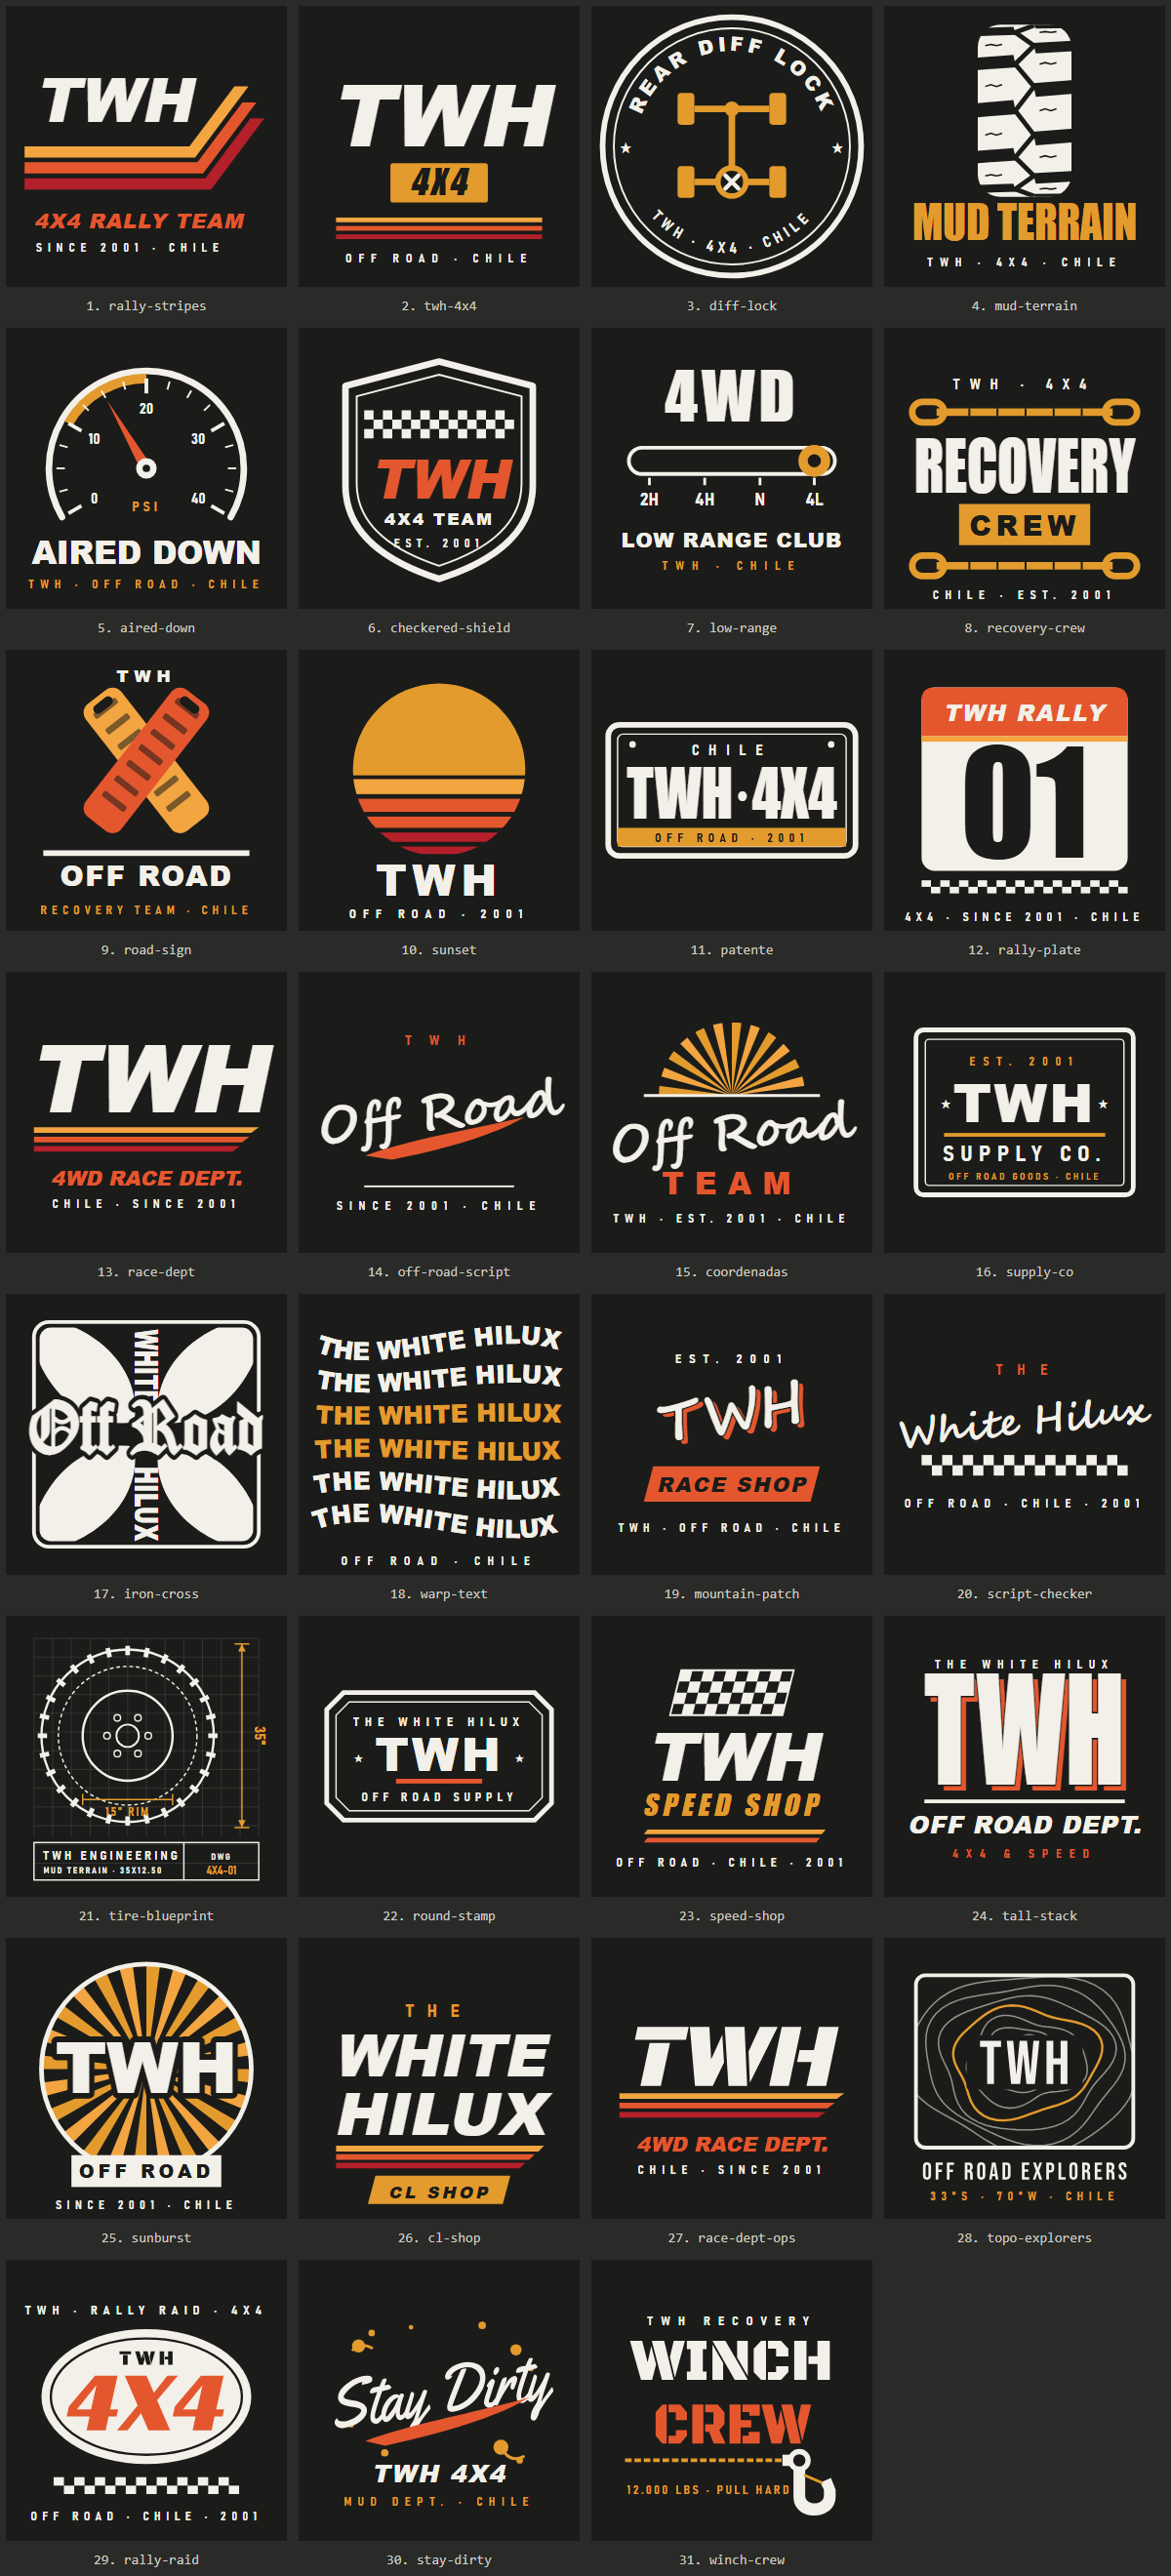 TWH
4X4 RALLY TEAM
SINCE 2001 · CHILE
1. rally-stripes
TWH
4X4
OFF ROAD · CHILE
2. twh-4x4
REAR DIFF LOCK
TWH · 4X4 · CHILE
3. diff-lock
MUD TERRAIN
TWH · 4X4 · CHILE
4. mud-terrain
20
10 30
0 40
PSI
AIRED DOWN
TWH · OFF ROAD · CHILE
5. aired-down
TWH
4X4 TEAM
EST. 2001
6. checkered-shield
4WD
2H 4H N 4L
LOW RANGE CLUB
TWH · CHILE
7. low-range
TWH · 4X4
RECOVERY
CREW
CHILE · EST. 2001
8. recovery-crew
TWH
OFF ROAD
RECOVERY TEAM · CHILE
9. road-sign
TWH
OFF ROAD · 2001
10. sunset
CHILE
TWH·4X4
OFF ROAD · 2001
11. patente
TWH RALLY
01
4X4 · SINCE 2001 · CHILE
12. rally-plate
TWH
4WD RACE DEPT.
CHILE · SINCE 2001
13. race-dept
TWH
Off Road
SINCE 2001 · CHILE
14. off-road-script
Off Road
TEAM
TWH · EST. 2001 · CHILE
15. coordenadas
EST. 2001
TWH
SUPPLY CO.
OFF ROAD GOODS · CHILE
16. supply-co
WHITE
Off Road
HILUX
17. iron-cross
THE WHITE HILUX
THE WHITE HILUX
THE WHITE HILUX
THE WHITE HILUX
THE WHITE HILUX
THE WHITE HILUX
OFF ROAD · CHILE
18. warp-text
EST. 2001
TWH
RACE SHOP
TWH · OFF ROAD · CHILE
19. mountain-patch
THE
White Hilux
OFF ROAD · CHILE · 2001
20. script-checker
35"
15" RIM
TWH ENGINEERING
MUD TERRAIN · 35X12.50
DWG
4X4-01
21. tire-blueprint
THE WHITE HILUX
TWH
OFF ROAD SUPPLY
22. round-stamp
TWH
SPEED SHOP
OFF ROAD · CHILE · 2001
23. speed-shop
THE WHITE HILUX
TWH
OFF ROAD DEPT.
4X4 & SPEED
24. tall-stack
TWH
OFF ROAD
SINCE 2001 · CHILE
25. sunburst
THE
WHITE
HILUX
CL SHOP
26. cl-shop
TWH
4WD RACE DEPT.
CHILE · SINCE 2001
27. race-dept-ops
TWH
OFF ROAD EXPLORERS
33°S · 70°W · CHILE
28. topo-explorers
TWH · RALLY RAID · 4X4
TWH
4X4
OFF ROAD · CHILE · 2001
29. rally-raid
Stay Dirty
TWH 4X4
MUD DEPT. · CHILE
30. stay-dirty
TWH RECOVERY
WINCH
CREW
12.000 LBS · PULL HARD
31. winch-crew